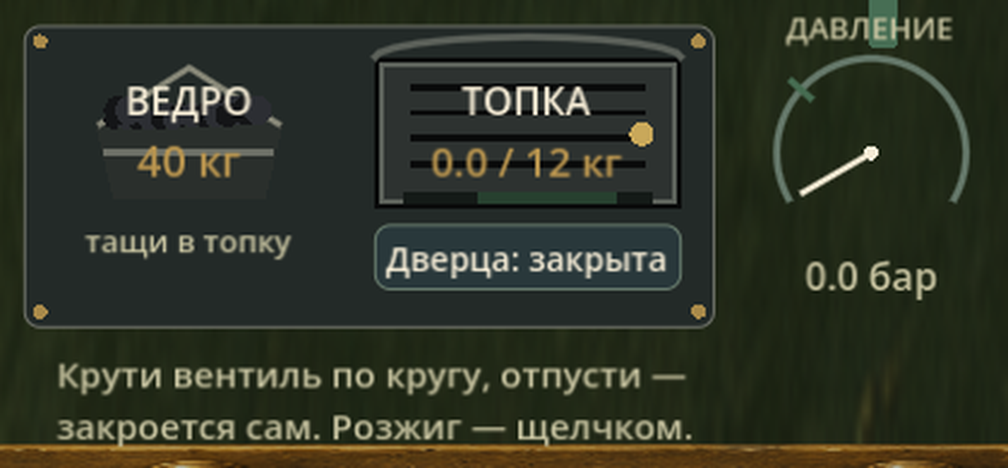 ДАВЛЕНИЕ
ВЕДРО
40 кг
тащи в топку
ТОПКА
0.0 / 12 кг
Дверца: закрыта
0.0 бар
Крути вентиль по кругу, отпусти —
закроется сам. Розжиг — щелчком.